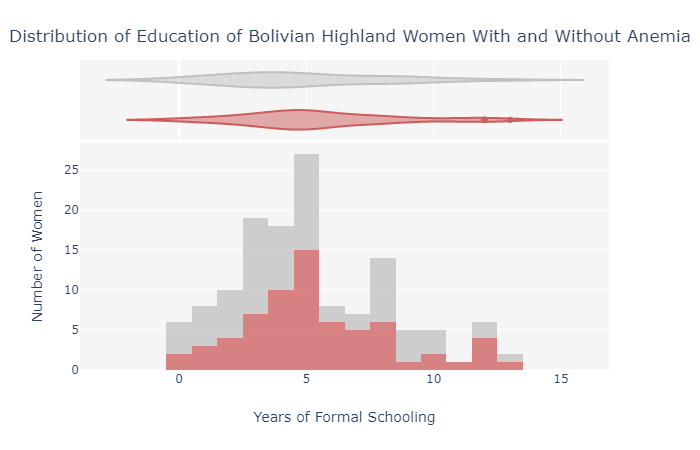 Distribution of Education of Bolivian Highland Women With and Without Anemia
25
20
15
10
5
0
Number of Women
0 5 10 15
Years of Formal Schooling